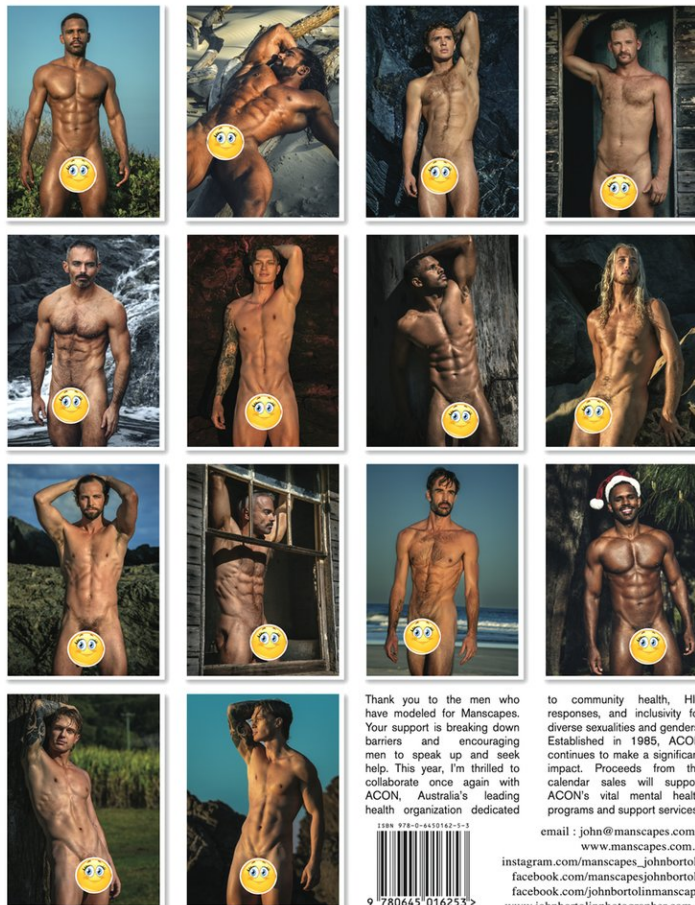 Thank you to the men who
have modeled for Manscapes.
Your support is breaking down
barriers and encouraging
men to speak up and seek
help. This year, I'm thrilled to
collaborate once again with
ACON, Australia's leading
health organization dedicated
to community health, HI
responses, and inclusivity fo
diverse sexualities and gender
Established in 1985, ACO
continues to make a significan
impact. Proceeds from th
calendar sales will suppo
ACON's vital mental healt
programs and support services
ISBN 978-0-6450162-5-3
9 780645 016253 >
email : john@manscapes.com
www.manscapes.com.
instagram.com/manscapes_johnbortol
facebook.com/manscapesjohnbortol
facebook.com/johnbortolinmanscap
www.johnbortolinphotographer.com